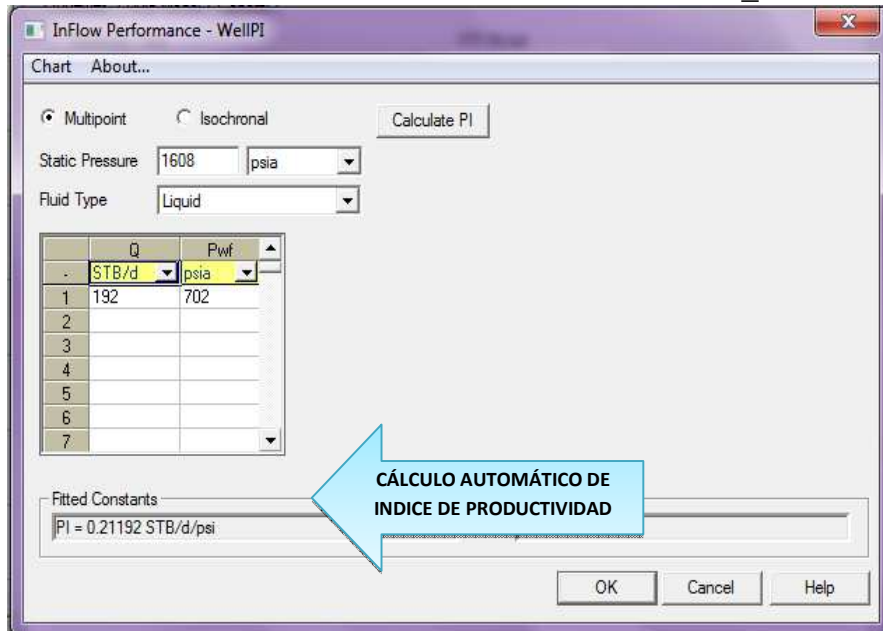 InFlow Performance - WellPI
X
Chart About...
Multipoint Isochronal Calculate PI
Static Pressure 1608 psia
Fluid Type Liquid
Q Pwf
- STB/d psia
1 192 702
2
3
4
5
6
7
CÁLCULO AUTOMÁTICO DE
INDICE DE PRODUCTIVIDAD
Fitted Constants
PI = 0.21192 STB/d/psi
OK Cancel Help